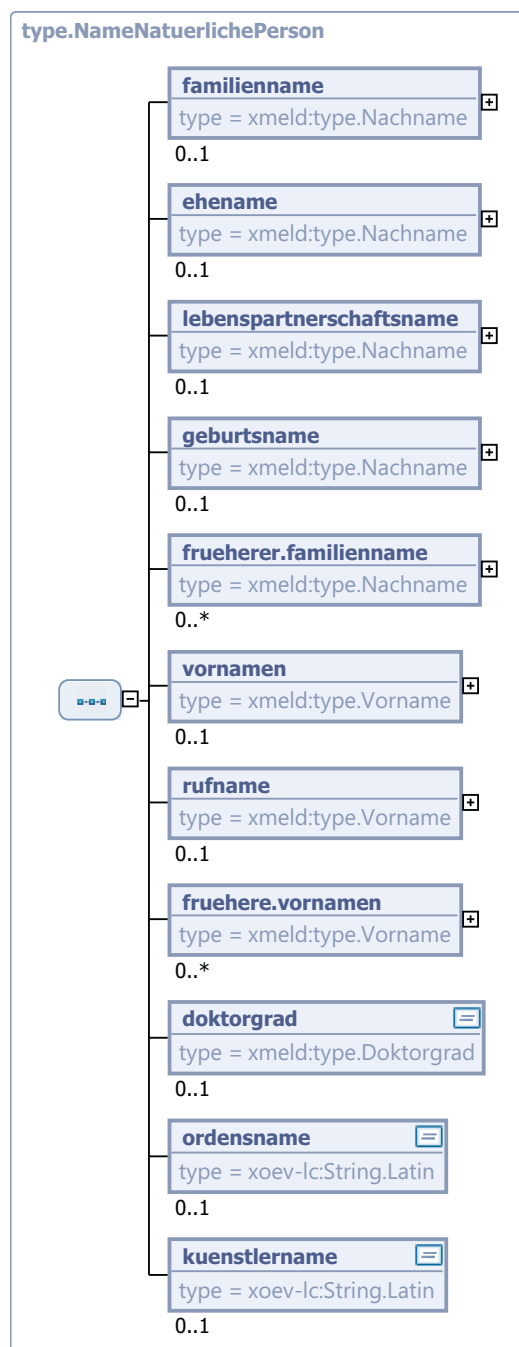 type.NameNatuerlichePerson
familienname
type = xmeld:type.Nachname
0..1
ehename
type = xmeld:type.Nachname
0..1
lebenspartnerschaftsname
type = xmeld:type.Nachname
0..1
geburtsname
type = xmeld:type.Nachname
0..1
frueherer.familienname
type = xmeld:type.Nachname
0..*
vornamen
type = xmeld:type.Vorname
0..1
rufname
type = xmeld:type.Vorname
0..1
fruehere.vornamen
type = xmeld:type.Vorname
0..*
doktorgrad
type = xmeld:type.Doktorgrad
0..1
ordensname
type = xoev-lc:String.Latin
0..1
kuenstlername
type = xoev-lc:String.Latin
0..1